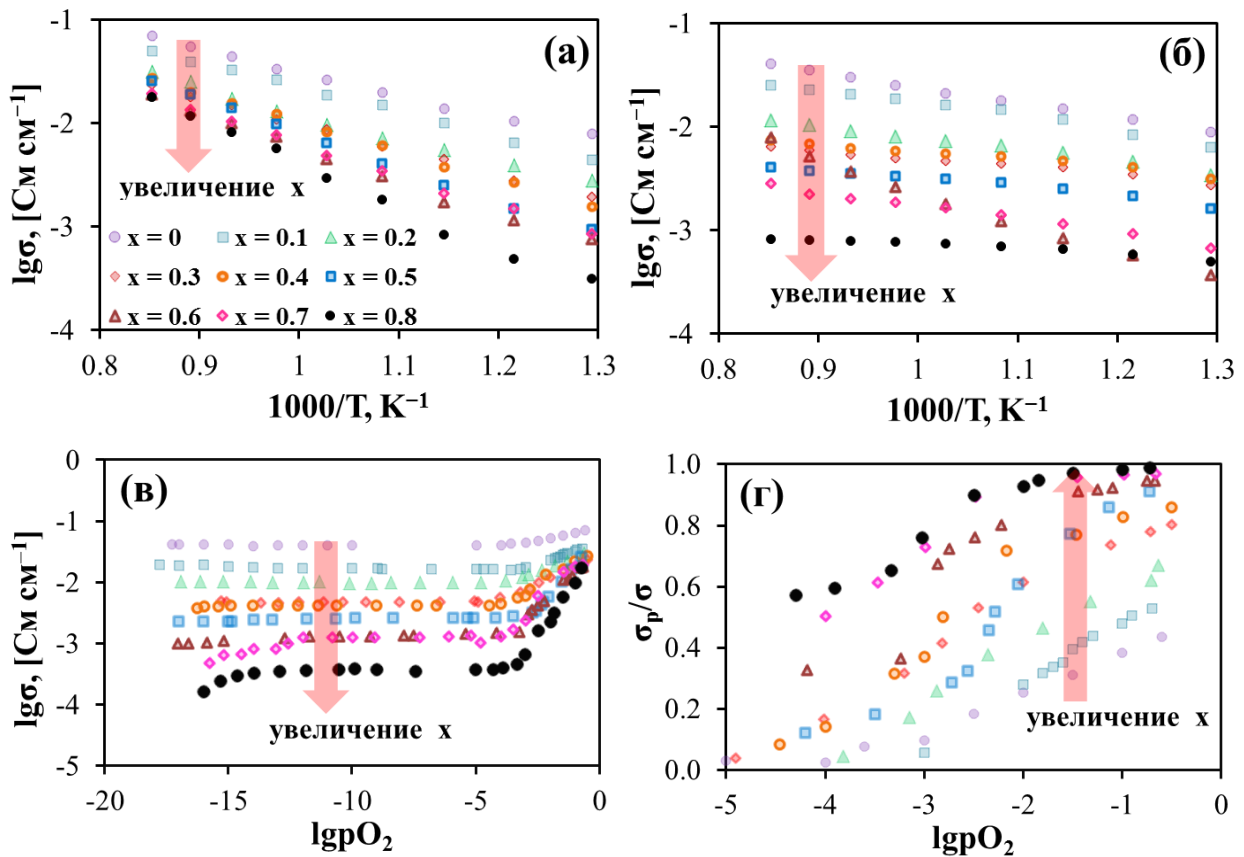 (а)
lgσ, [См см⁻¹]
-1
-2
-3
-4
увеличение x
x = 0
x = 0.1
x = 0.2
x = 0.3
x = 0.4
x = 0.5
x = 0.6
x = 0.7
x = 0.8
0.8
0.9
1
1.1
1.2
1.3
1000/T, K⁻¹
(б)
lgσ, [См см⁻¹]
-1
-2
-3
-4
увеличение x
0.8
0.9
1
1.1
1.2
1.3
1000/T, K⁻¹
(в)
lgσ, [См см⁻¹]
0
-1
-2
-3
-4
-5
увеличение x
-20
-15
-10
-5
0
lgpO₂
(г)
σp/σ
1.0
0.8
0.6
0.4
0.2
0.0
увеличение x
-5
-4
-3
-2
-1
0
lgpO₂